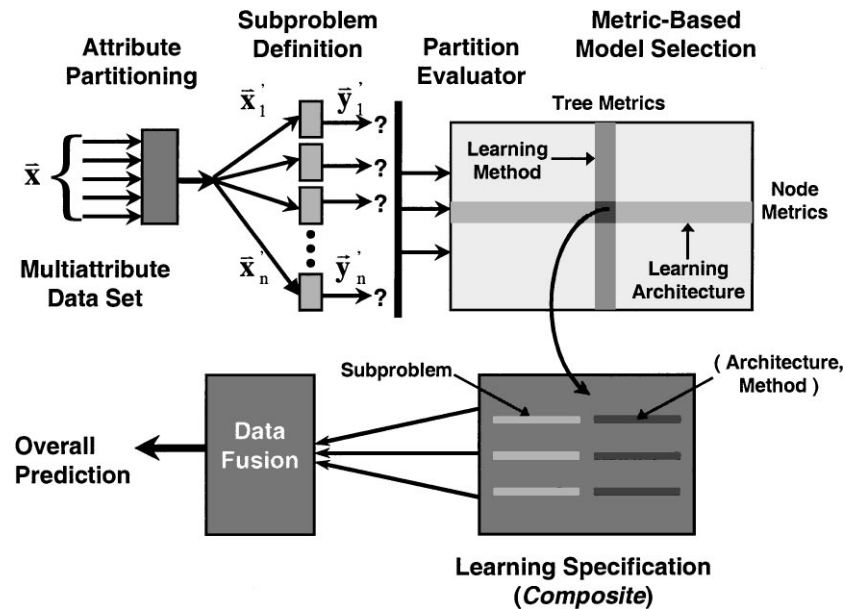 Attribute
Partitioning
Subproblem
Definition
Partition
Evaluator
Metric-Based
Model Selection
Tree Metrics
Learning
Method
Node
Metrics
Learning
Architecture
x⃗
x⃗₁'
y⃗₁'
?
?
?
x⃗ₙ'
y⃗ₙ'
?
Multiattribute
Data Set
Subproblem
( Architecture,
Method )
Overall
Prediction
Data
Fusion
Learning Specification
(Composite)